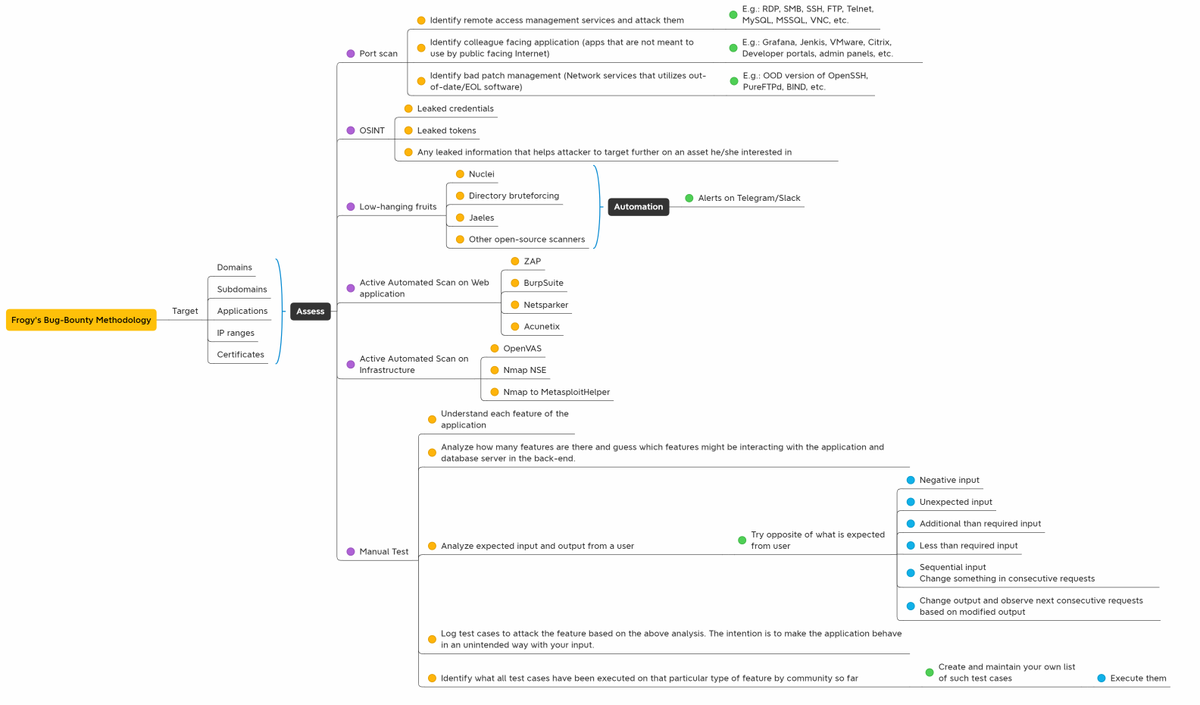 Frogy's Bug-Bounty Methodology
Target
Domains
Subdomains
Applications
IP ranges
Certificates
Assess
Port scan
Identify remote access management services and attack them
E.g.: RDP, SMB, SSH, FTP, Telnet,
MySQL, MSSQL, VNC, etc.
Identify colleague facing application (apps that are not meant to
use by public facing Internet)
E.g.: Grafana, Jenkis, VMware, Citrix,
Developer portals, admin panels, etc.
Identify bad patch management (Network services that utilizes out-
of-date/EOL software)
E.g.: OOD version of OpenSSH,
PureFTPd, BIND, etc.
OSINT
Leaked credentials
Leaked tokens
Any leaked information that helps attacker to target further on an asset he/she interested in
Low-hanging fruits
Nuclei
Directory bruteforcing
Jaeles
Other open-source scanners
Automation
Alerts on Telegram/Slack
Active Automated Scan on Web
application
ZAP
BurpSuite
Netsparker
Acunetix
Active Automated Scan on
Infrastructure
OpenVAS
Nmap NSE
Nmap to MetasploitHelper
Manual Test
Understand each feature of the
application
Analyze how many features are there and guess which features might be interacting with the application and
database server in the back-end.
Analyze expected input and output from a user
Try opposite of what is expected
from user
Negative input
Unexpected input
Additional than required input
Less than required input
Sequential input
Change something in consecutive requests
Change output and observe next consecutive requests
based on modified output
Log test cases to attack the feature based on the above analysis. The intention is to make the application behave
in an unintended way with your input.
Identify what all test cases have been executed on that particular type of feature by community so far
Create and maintain your own list
of such test cases
Execute them